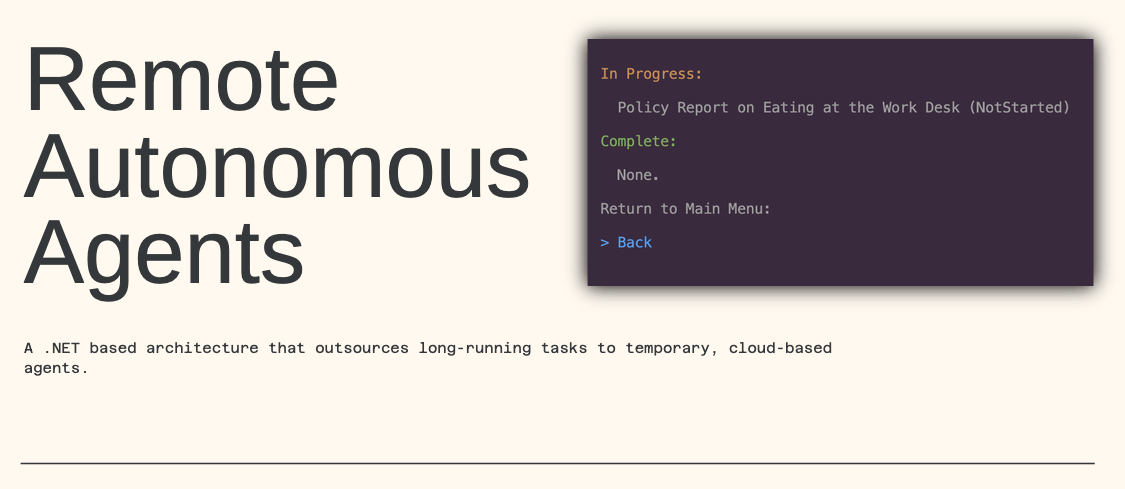 Remote
Autonomous
Agents
In Progress:
Policy Report on Eating at the Work Desk (NotStarted)
Complete:
None.
Return to Main Menu:
> Back
A .NET based architecture that outsources long-running tasks to temporary, cloud-based
agents.